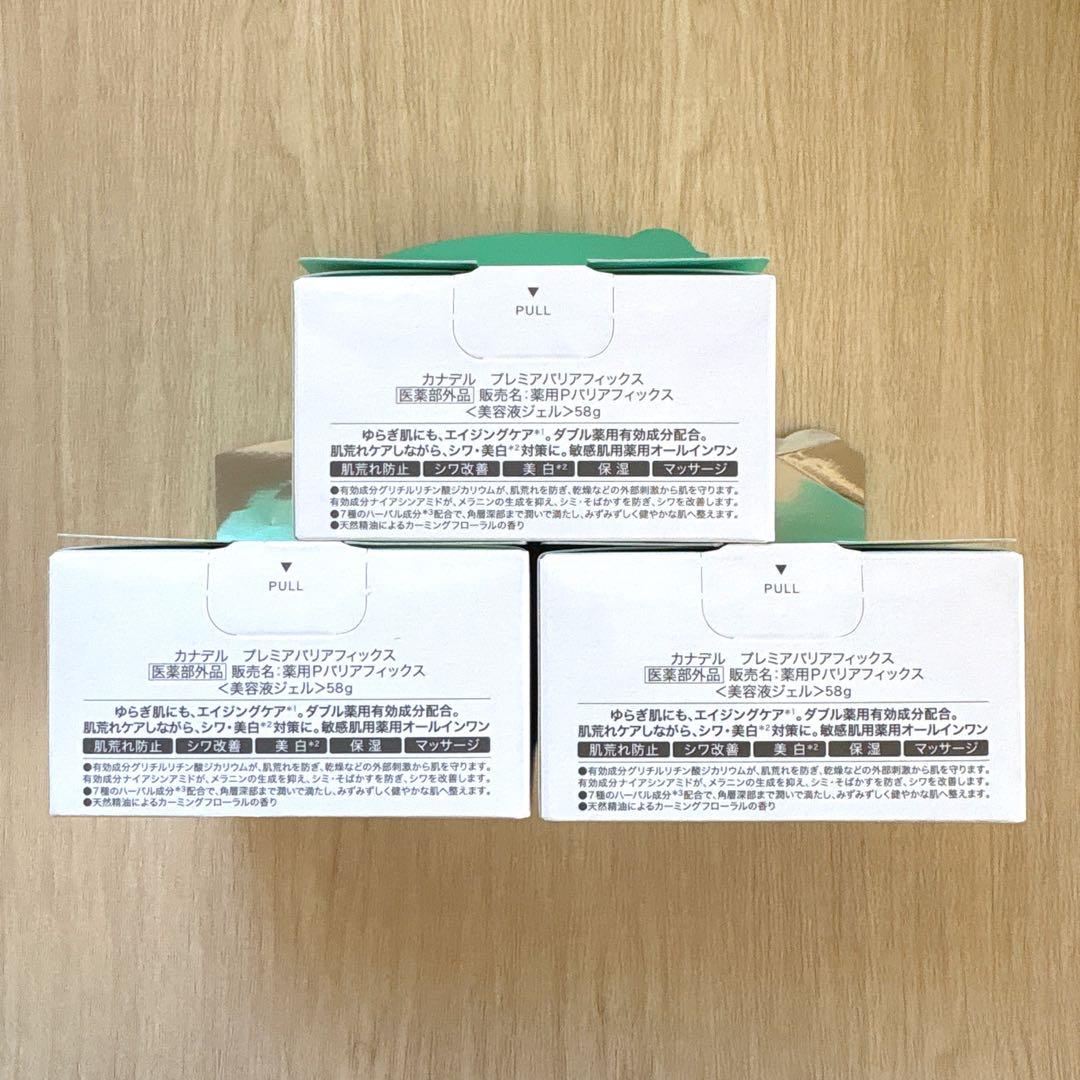 ▼
PULL
カナデル プレミアバリアフィックス
医薬部外品 販売名:薬用Pバリアフィックス
<美容液ジェル>58g
ゆらぎ肌にも、エイジングケア*1。ダブル薬用有効成分配合。
肌荒れケアしながら、シワ・美白*2対策に。敏感肌用薬用オールインワン
肌荒れ防止 シワ改善 美白*2 保湿 マッサージ
●有効成分グリチルリチン酸ジカリウムが、肌荒れを防ぎ、乾燥などの外部刺激から肌を守ります。
有効成分ナイアシンアミドが、メラニンの生成を抑え、シミ・そばかすを防ぎ、シワを改善します。
●7種のハーバル成分*3配合で、角層深部まで潤いで満たし、みずみずしく健やかな肌へ整えます。
●天然精油によるカーミングフローラルの香り
▼
PULL
カナデル プレミアバリアフィックス
医薬部外品 販売名:薬用Pバリアフィックス
<美容液ジェル>58g
ゆらぎ肌にも、エイジングケア*1。ダブル薬用有効成分配合。
肌荒れケアしながら、シワ・美白*2対策に。敏感肌用薬用オールインワン
肌荒れ防止 シワ改善 美白*2 保湿 マッサージ
●有効成分グリチルリチン酸ジカリウムが、肌荒れを防ぎ、乾燥などの外部刺激から肌を守ります。
有効成分ナイアシンアミドが、メラニンの生成を抑え、シミ・そばかすを防ぎ、シワを改善します。
●7種のハーバル成分*3配合で、角層深部まで潤いで満たし、みずみずしく健やかな肌へ整えます。
●天然精油によるカーミングフローラルの香り
▼
PULL
カナデル プレミアバリアフィックス
医薬部外品 販売名:薬用Pバリアフィックス
<美容液ジェル>58g
ゆらぎ肌にも、エイジングケア*1。ダブル薬用有効成分配合。
肌荒れケアしながら、シワ・美白*2対策に。敏感肌用薬用オールインワン
肌荒れ防止 シワ改善 美白*2 保湿 マッサージ
●有効成分グリチルリチン酸ジカリウムが、肌荒れを防ぎ、乾燥などの外部刺激から肌を守ります。
有効成分ナイアシンアミドが、メラニンの生成を抑え、シミ・そばかすを防ぎ、シワを改善します。
●7種のハーバル成分*3配合で、角層深部まで潤いで満たし、みずみずしく健やかな肌へ整えます。
●天然精油によるカーミングフローラルの香り